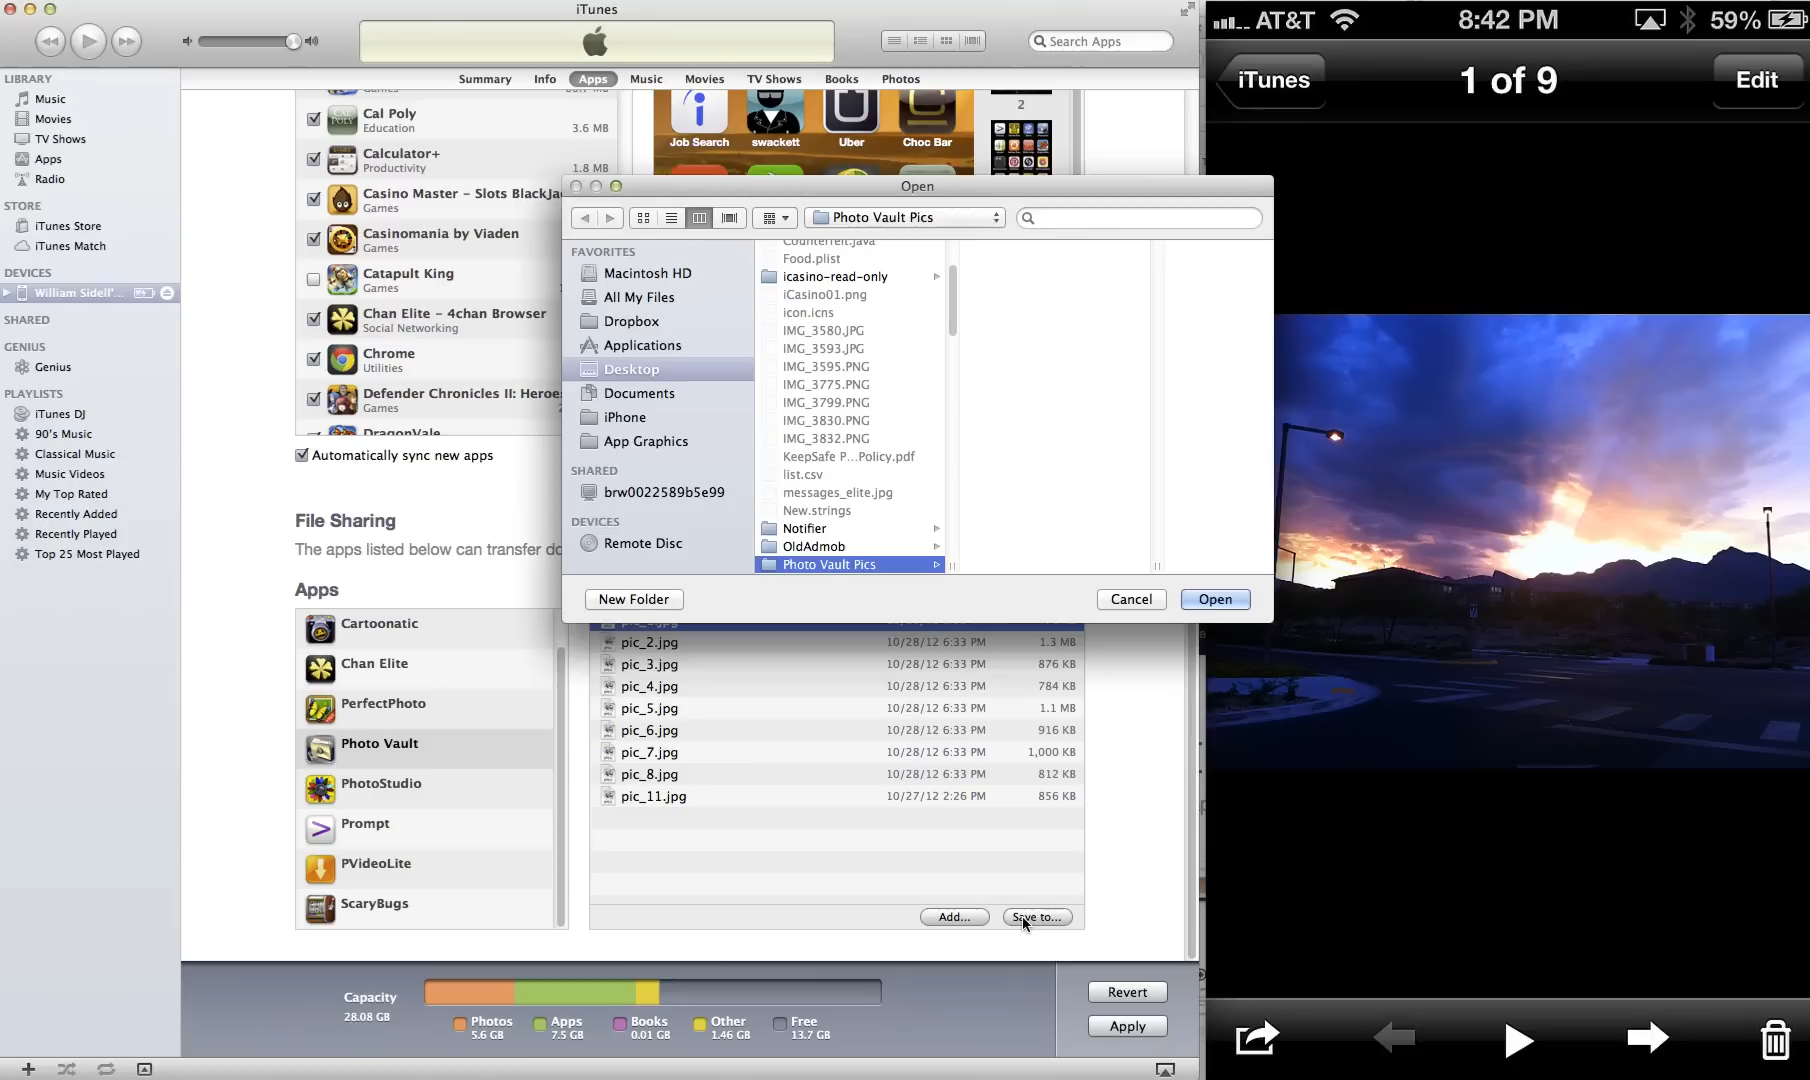 iTunes
Search Apps
Summary
Info
Apps
Music
Movies
TV Shows
Books
Photos
LIBRARY
Music
Movies
TV Shows
Apps
Radio
STORE
iTunes Store
iTunes Match
DEVICES
William Sidell'...
SHARED
GENIUS
Genius
PLAYLISTS
iTunes DJ
90's Music
Classical Music
Music Videos
My Top Rated
Recently Added
Recently Played
Top 25 Most Played
Cal Poly
Education
3.6 MB
Calculator+
Productivity
1.8 MB
Casino Master - Slots BlackJa
Games
Casinomania by Viaden
Games
Catapult King
Games
Chan Elite - 4chan Browser
Social Networking
Chrome
Utilities
Defender Chronicles II: Heroe
Games
DragonVale
Automatically sync new apps
Job Search
swackett
Uber
Choc Bar
2
File Sharing
The apps listed below can transfer do
Apps
Cartoonatic
Chan Elite
PerfectPhoto
Photo Vault
PhotoStudio
Prompt
PVideoLite
ScaryBugs
Open
Photo Vault Pics
FAVORITES
Macintosh HD
All My Files
Dropbox
Applications
Desktop
Documents
iPhone
App Graphics
SHARED
brw0022589b5e99
DEVICES
Remote Disc
Counterfeit.java
Food.plist
icasino-read-only
iCasino01.png
icon.icns
IMG_3580.JPG
IMG_3593.JPG
IMG_3595.PNG
IMG_3775.PNG
IMG_3799.PNG
IMG_3830.PNG
IMG_3832.PNG
KeepSafe P...Policy.pdf
list.csv
messages_elite.jpg
New.strings
Notifier
OldAdmob
Photo Vault Pics
New Folder
Cancel
Open
pic_2.jpg 10/28/12 6:33 PM 1.3 MB
pic_3.jpg 10/28/12 6:33 PM 876 KB
pic_4.jpg 10/28/12 6:33 PM 784 KB
pic_5.jpg 10/28/12 6:33 PM 1.1 MB
pic_6.jpg 10/28/12 6:33 PM 916 KB
pic_7.jpg 10/28/12 6:33 PM 1,000 KB
pic_8.jpg 10/28/12 6:33 PM 812 KB
pic_11.jpg 10/27/12 2:26 PM 856 KB
Add...
Save to...
Capacity
28.08 GB
Photos
5.6 GB
Apps
7.5 GB
Books
0.01 GB
Other
1.46 GB
Free
13.7 GB
Revert
Apply
AT&T
8:42 PM
59%
iTunes
1 of 9
Edit